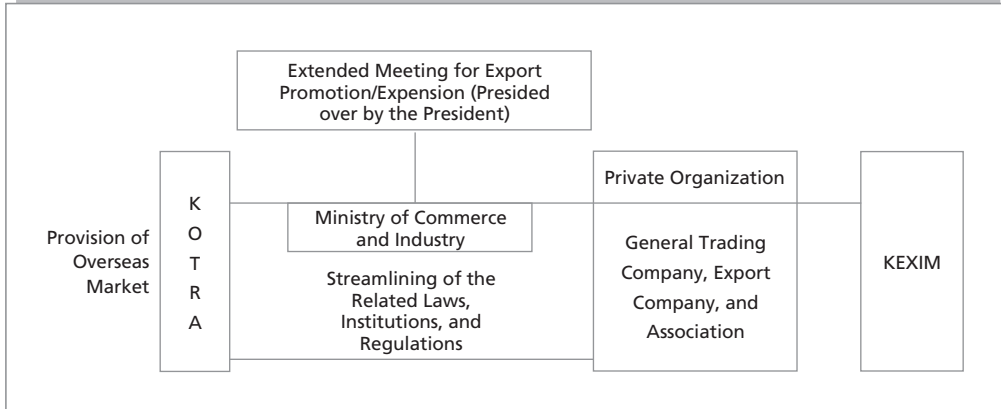 Extended Meeting for Export
Promotion/Expension (Presided
over by the President)
Provision of
Overseas
Market
K
O
T
R
A
Ministry of Commerce
and Industry
Streamlining of the
Related Laws,
Institutions, and
Regulations
Private Organization
General Trading
Company, Export
Company, and
Association
KEXIM